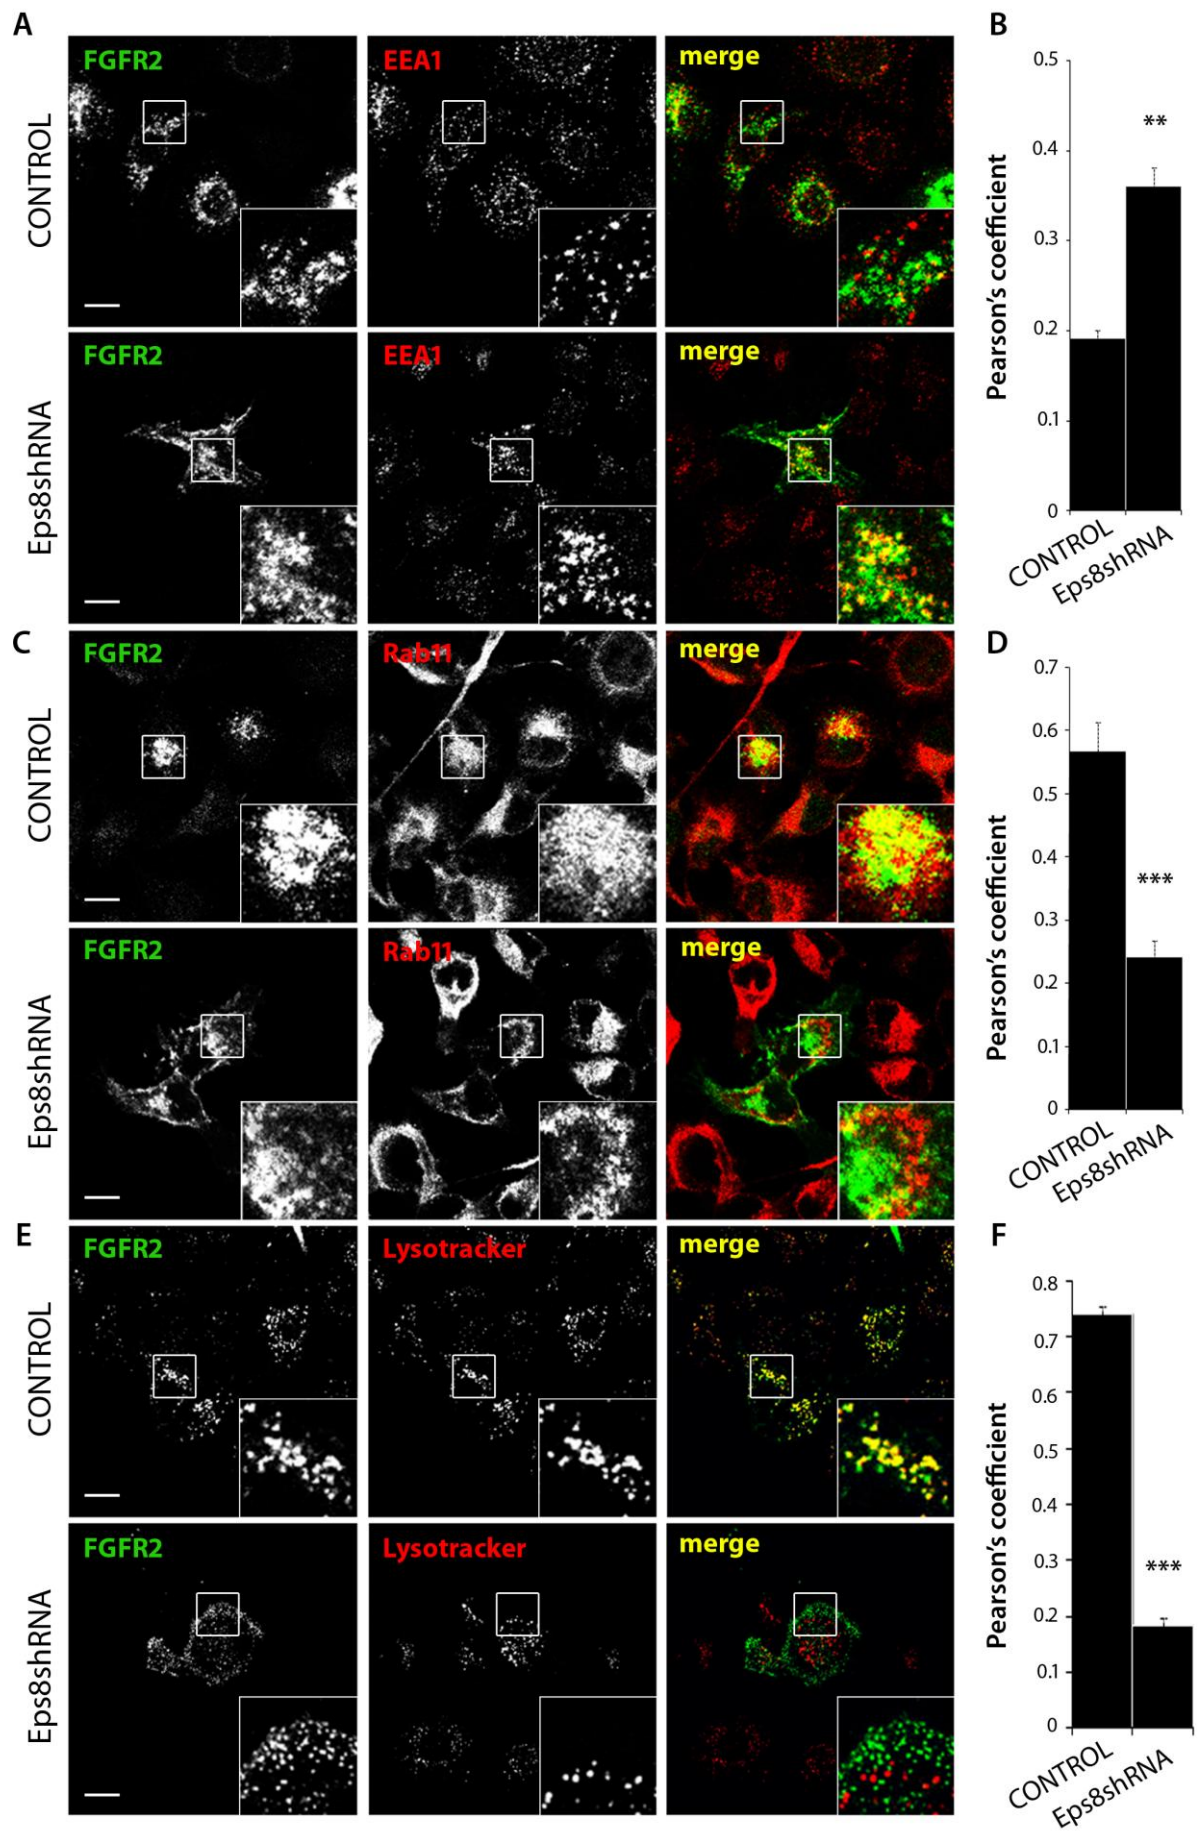 A
FGFR2
EEA1
merge
CONTROL
FGFR2
EEA1
merge
Eps8shRNA
B
0.5
**
0.4
0.3
0.2
0.1
0
Pearson's coefficient
CONTROL
Eps8shRNA
C
FGFR2
Rab11
merge
CONTROL
FGFR2
Rab11
merge
Eps8shRNA
D
0.7
0.6
0.5
0.4
***
0.3
0.2
0.1
0
Pearson's coefficient
CONTROL
Eps8shRNA
E
FGFR2
Lysotracker
merge
CONTROL
FGFR2
Lysotracker
merge
Eps8shRNA
F
0.8
0.7
0.6
0.5
0.4
0.3
***
0.2
0.1
0
Pearson's coefficient
CONTROL
Eps8shRNA